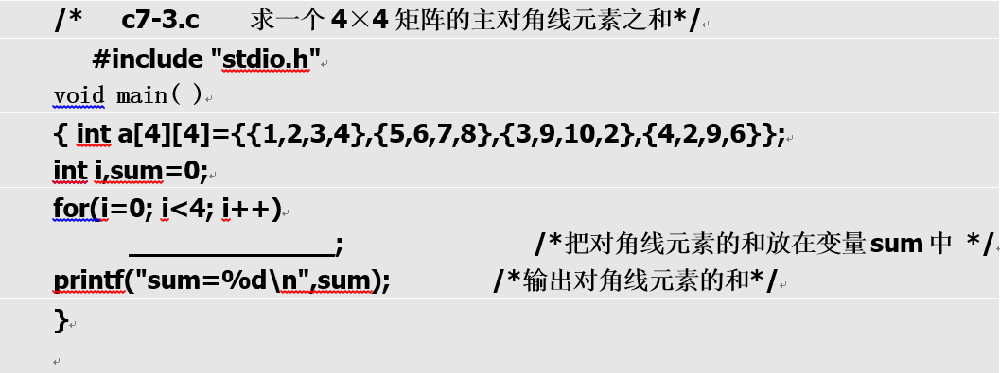 /* c7-3.c 求一个 4×4 矩阵的主对角线元素之和*/
#include "stdio.h"
void main( )
{ int a[4][4]={{1,2,3,4},{5,6,7,8},{3,9,10,2},{4,2,9,6}};
int i,sum=0;
for(i=0; i<4; i++)
________________; /*把对角线元素的和放在变量 sum 中 */
printf("sum=%d\n",sum); /*输出对角线元素的和*/
}